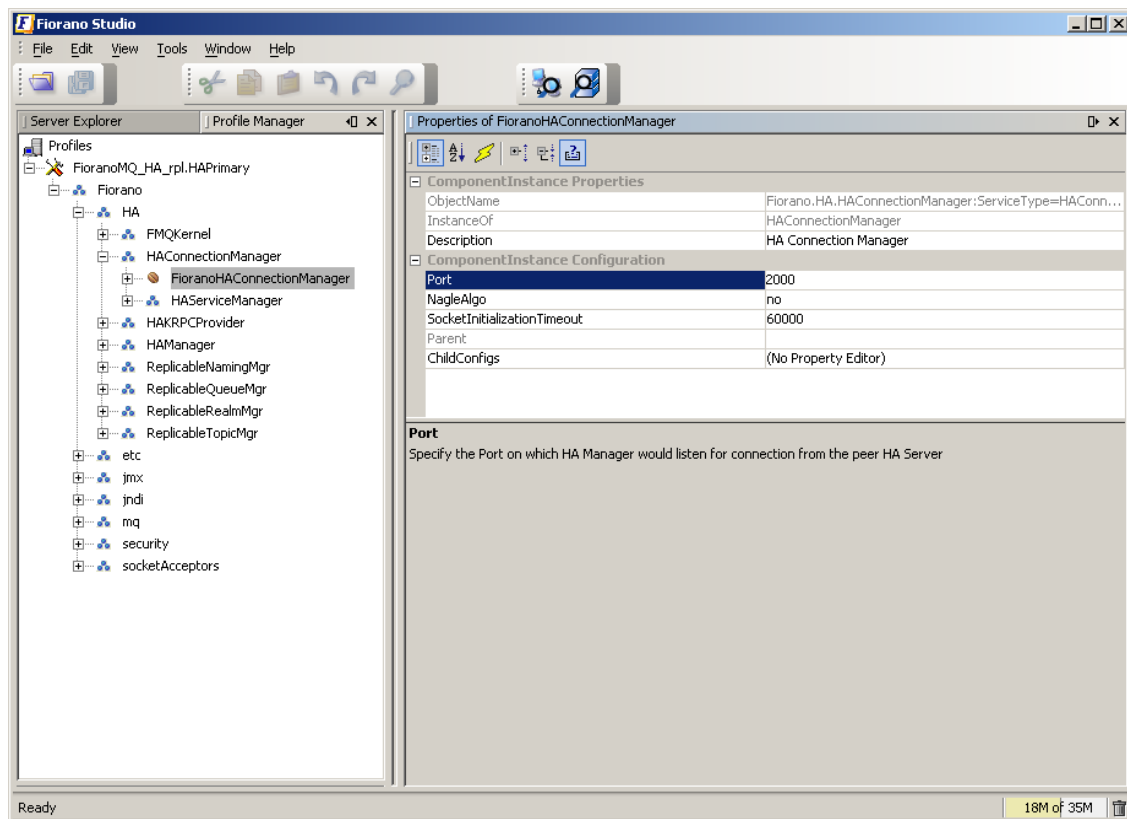 Fiorano Studio
File Edit View Tools Window Help
Server Explorer Profile Manager
Profiles
FioranoMQ_HA_rpl.HAPrimary
Fiorano
HA
FMQKernel
HAConnectionManager
FioranoHAConnectionManager
HAServiceManager
HAKRPCProvider
HAManager
ReplicableNamingMgr
ReplicableQueueMgr
ReplicableRealmMgr
ReplicableTopicMgr
etc
jmx
jndi
mq
security
socketAcceptors
Properties of FioranoHAConnectionManager
ComponentInstance Properties
ObjectName Fiorano.HA.HAConnectionManager:ServiceType=HAConn...
InstanceOf HAConnectionManager
Description HA Connection Manager
ComponentInstance Configuration
Port 2000
NagleAlgo no
SocketInitializationTimeout 60000
Parent
ChildConfigs (No Property Editor)
Port
Specify the Port on which HA Manager would listen for connection from the peer HA Server
Ready 18M of 35M